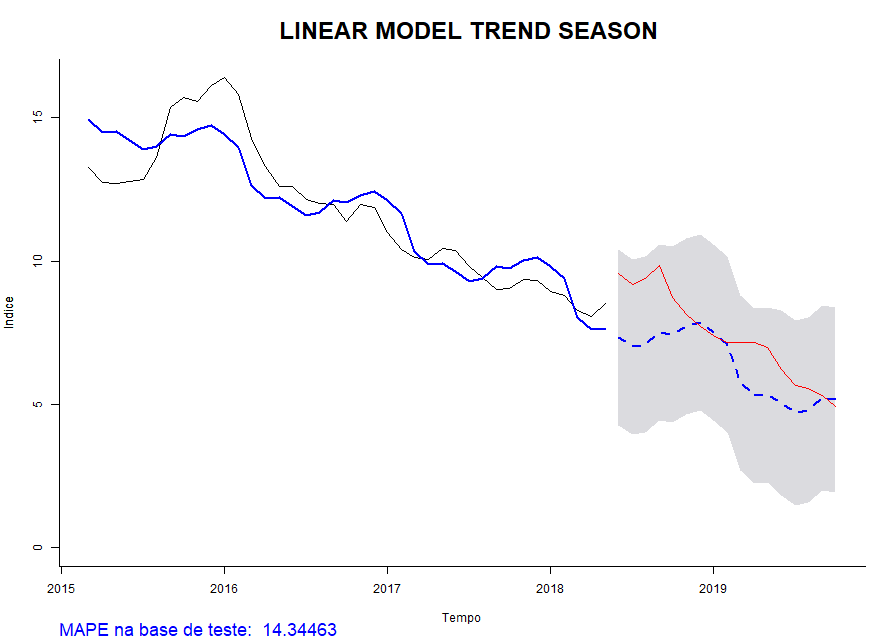 LINEAR MODEL TREND SEASON
15
10
5
0
Indice
2015 2016 2017 2018 2019
Tempo
MAPE na base de teste: 14.34463